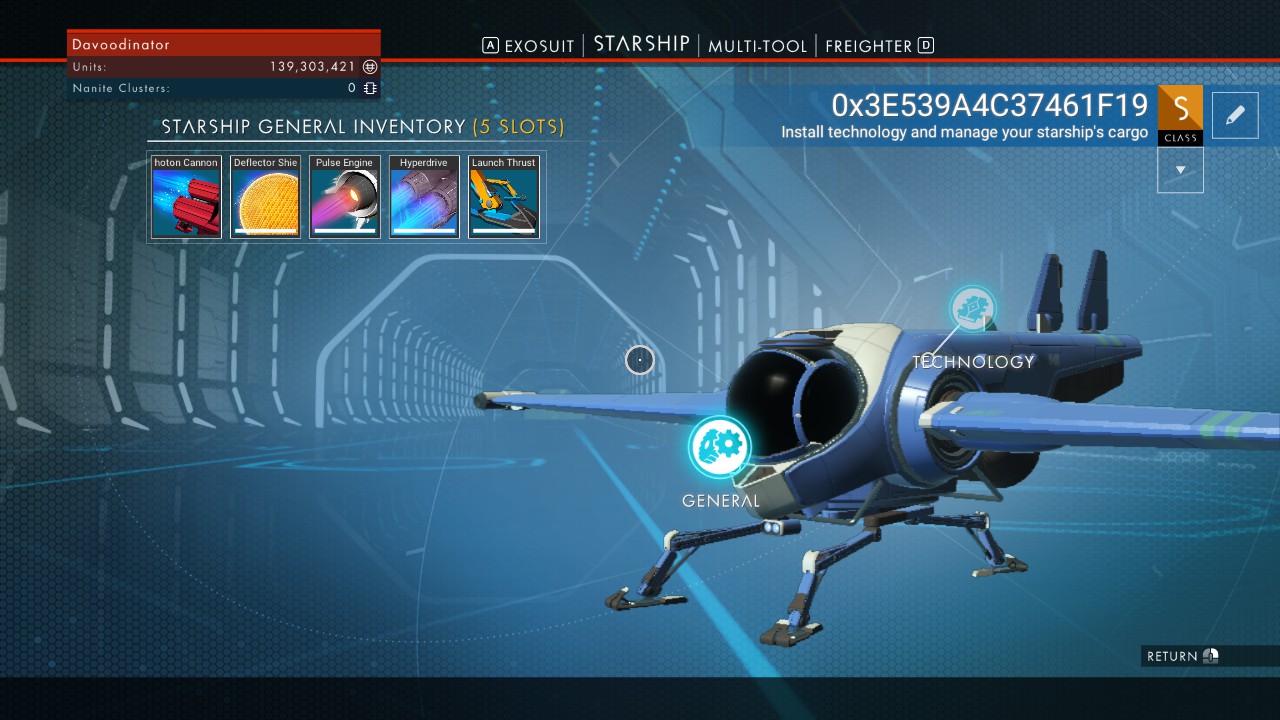 Davoodinator
Units: 139,303,421
Nanite Clusters: 0
A EXOSUIT STARSHIP MULTI-TOOL FREIGHTER D
STARSHIP GENERAL INVENTORY (5 SLOTS)
0x3E539A4C37461F19
Install technology and manage your starship's cargo
S
CLASS
hoton Cannon Deflector Shie Pulse Engine Hyperdrive Launch Thrust
TECHNOLOGY
GENERAL
RETURN